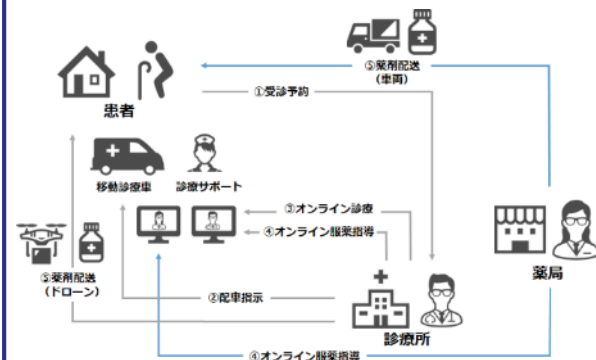 ⑤薬剤配送
(車両)
①受診予約
患者
移動診療車
診療サポート
③オンライン診療
④オンライン服薬指導
薬局
⑤薬剤配送
(ドローン)
②配車指示
診療所
④オンライン服薬指導